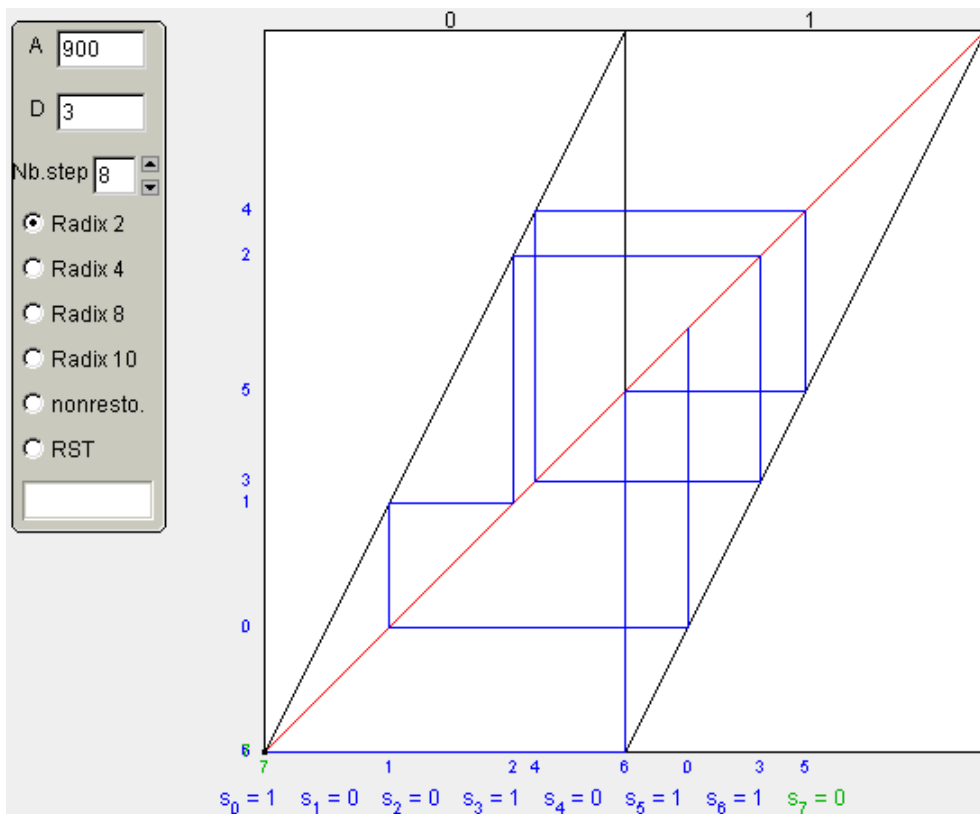 A 900
D 3
Nb.step 8
Radix 2
Radix 4
Radix 8
Radix 10
nonresto.
RST
0 1
4
2
5
3
1
0
7 1 2 4 6 0 3 5
s0 = 1 s1 = 0 s2 = 0 s3 = 1 s4 = 0 s5 = 1 s6 = 1 s7 = 0